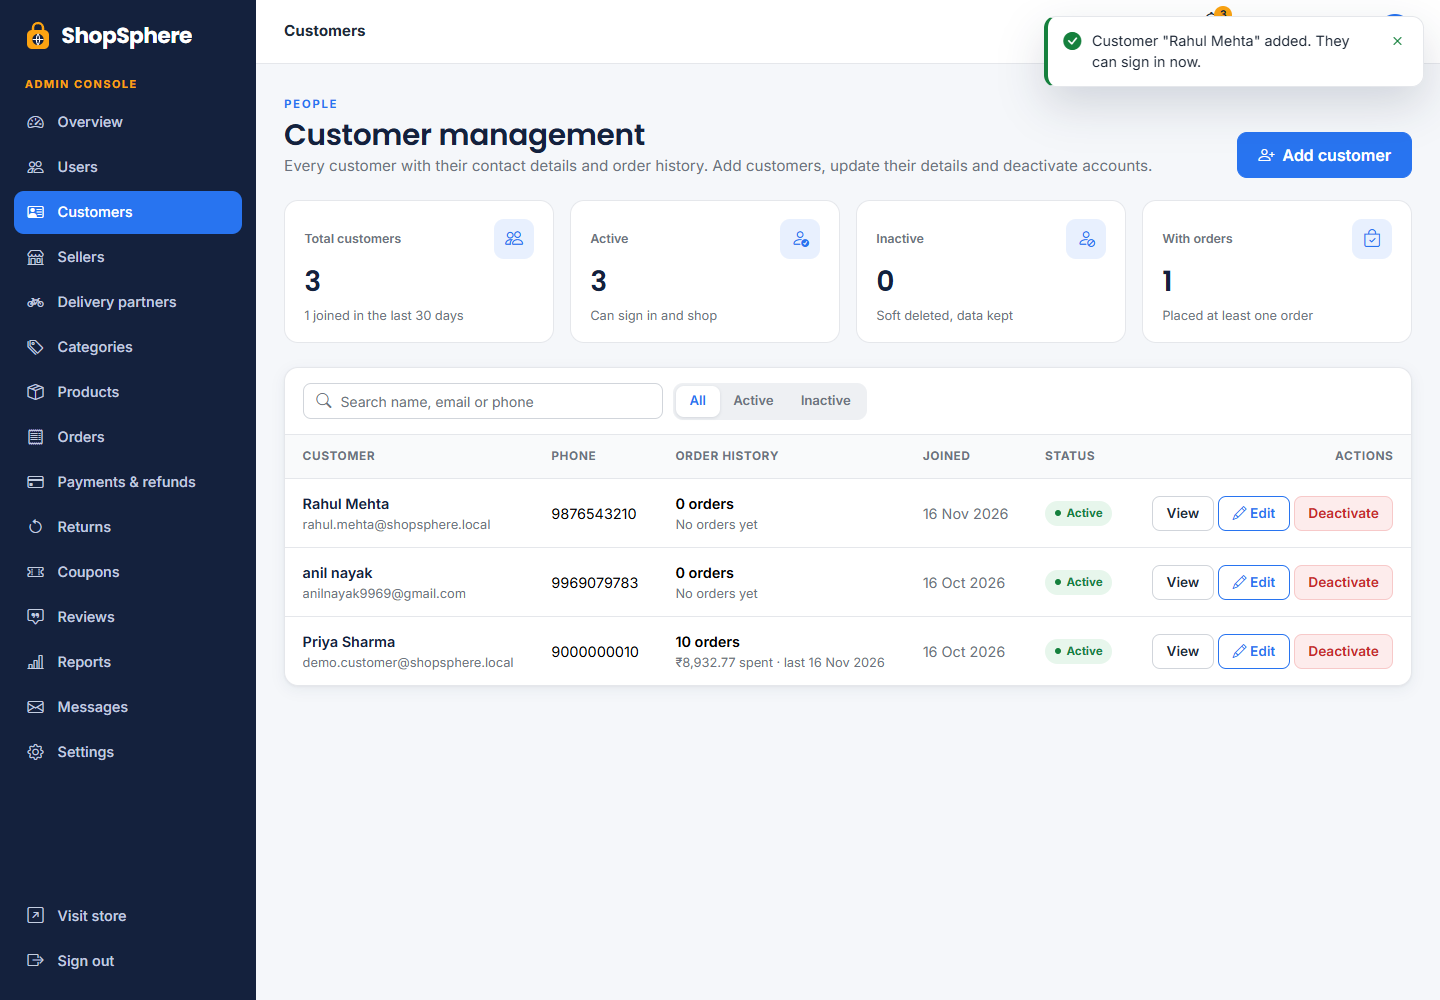 ShopSphere
ADMIN CONSOLE
Overview
Users
Customers
Sellers
Delivery partners
Categories
Products
Orders
Payments & refunds
Returns
Coupons
Reviews
Reports
Messages
Settings
Visit store
Sign out
Customers
3
Customer "Rahul Mehta" added. They
can sign in now.
PEOPLE
Customer management
Every customer with their contact details and order history. Add customers, update their details and deactivate accounts.
Add customer
Total customers
3
1 joined in the last 30 days
Active
3
Can sign in and shop
Inactive
0
Soft deleted, data kept
With orders
1
Placed at least one order
Search name, email or phone
All Active Inactive
CUSTOMER PHONE ORDER HISTORY JOINED STATUS ACTIONS
Rahul Mehta
rahul.mehta@shopsphere.local
9876543210
0 orders
No orders yet
16 Nov 2026
Active
View Edit Deactivate
anil nayak
anilnayak9969@gmail.com
9969079783
0 orders
No orders yet
16 Oct 2026
Active
View Edit Deactivate
Priya Sharma
demo.customer@shopsphere.local
9000000010
10 orders
₹8,932.77 spent · last 16 Nov 2026
16 Oct 2026
Active
View Edit Deactivate